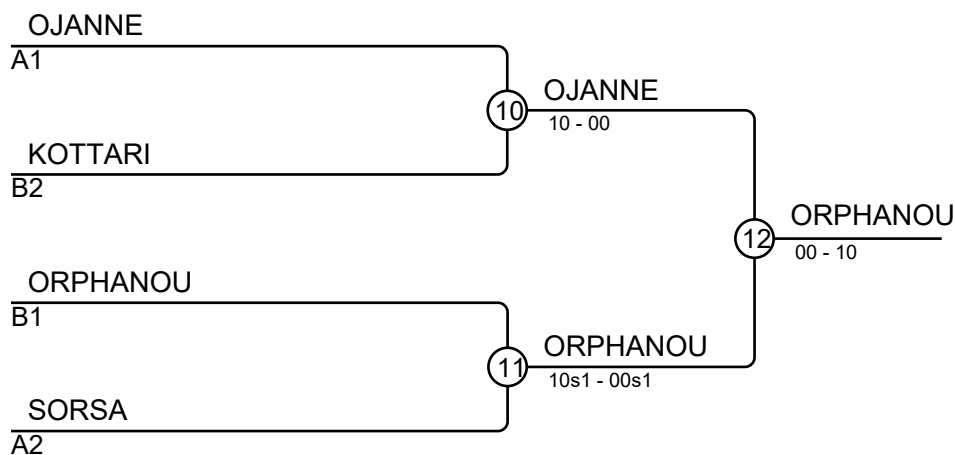 OJANNE
A1
10
OJANNE
10 - 00
KOTTARI
B2
12
ORPHANOU
00 - 10
ORPHANOU
B1
11
ORPHANOU
10s1 - 00s1
SORSA
A2